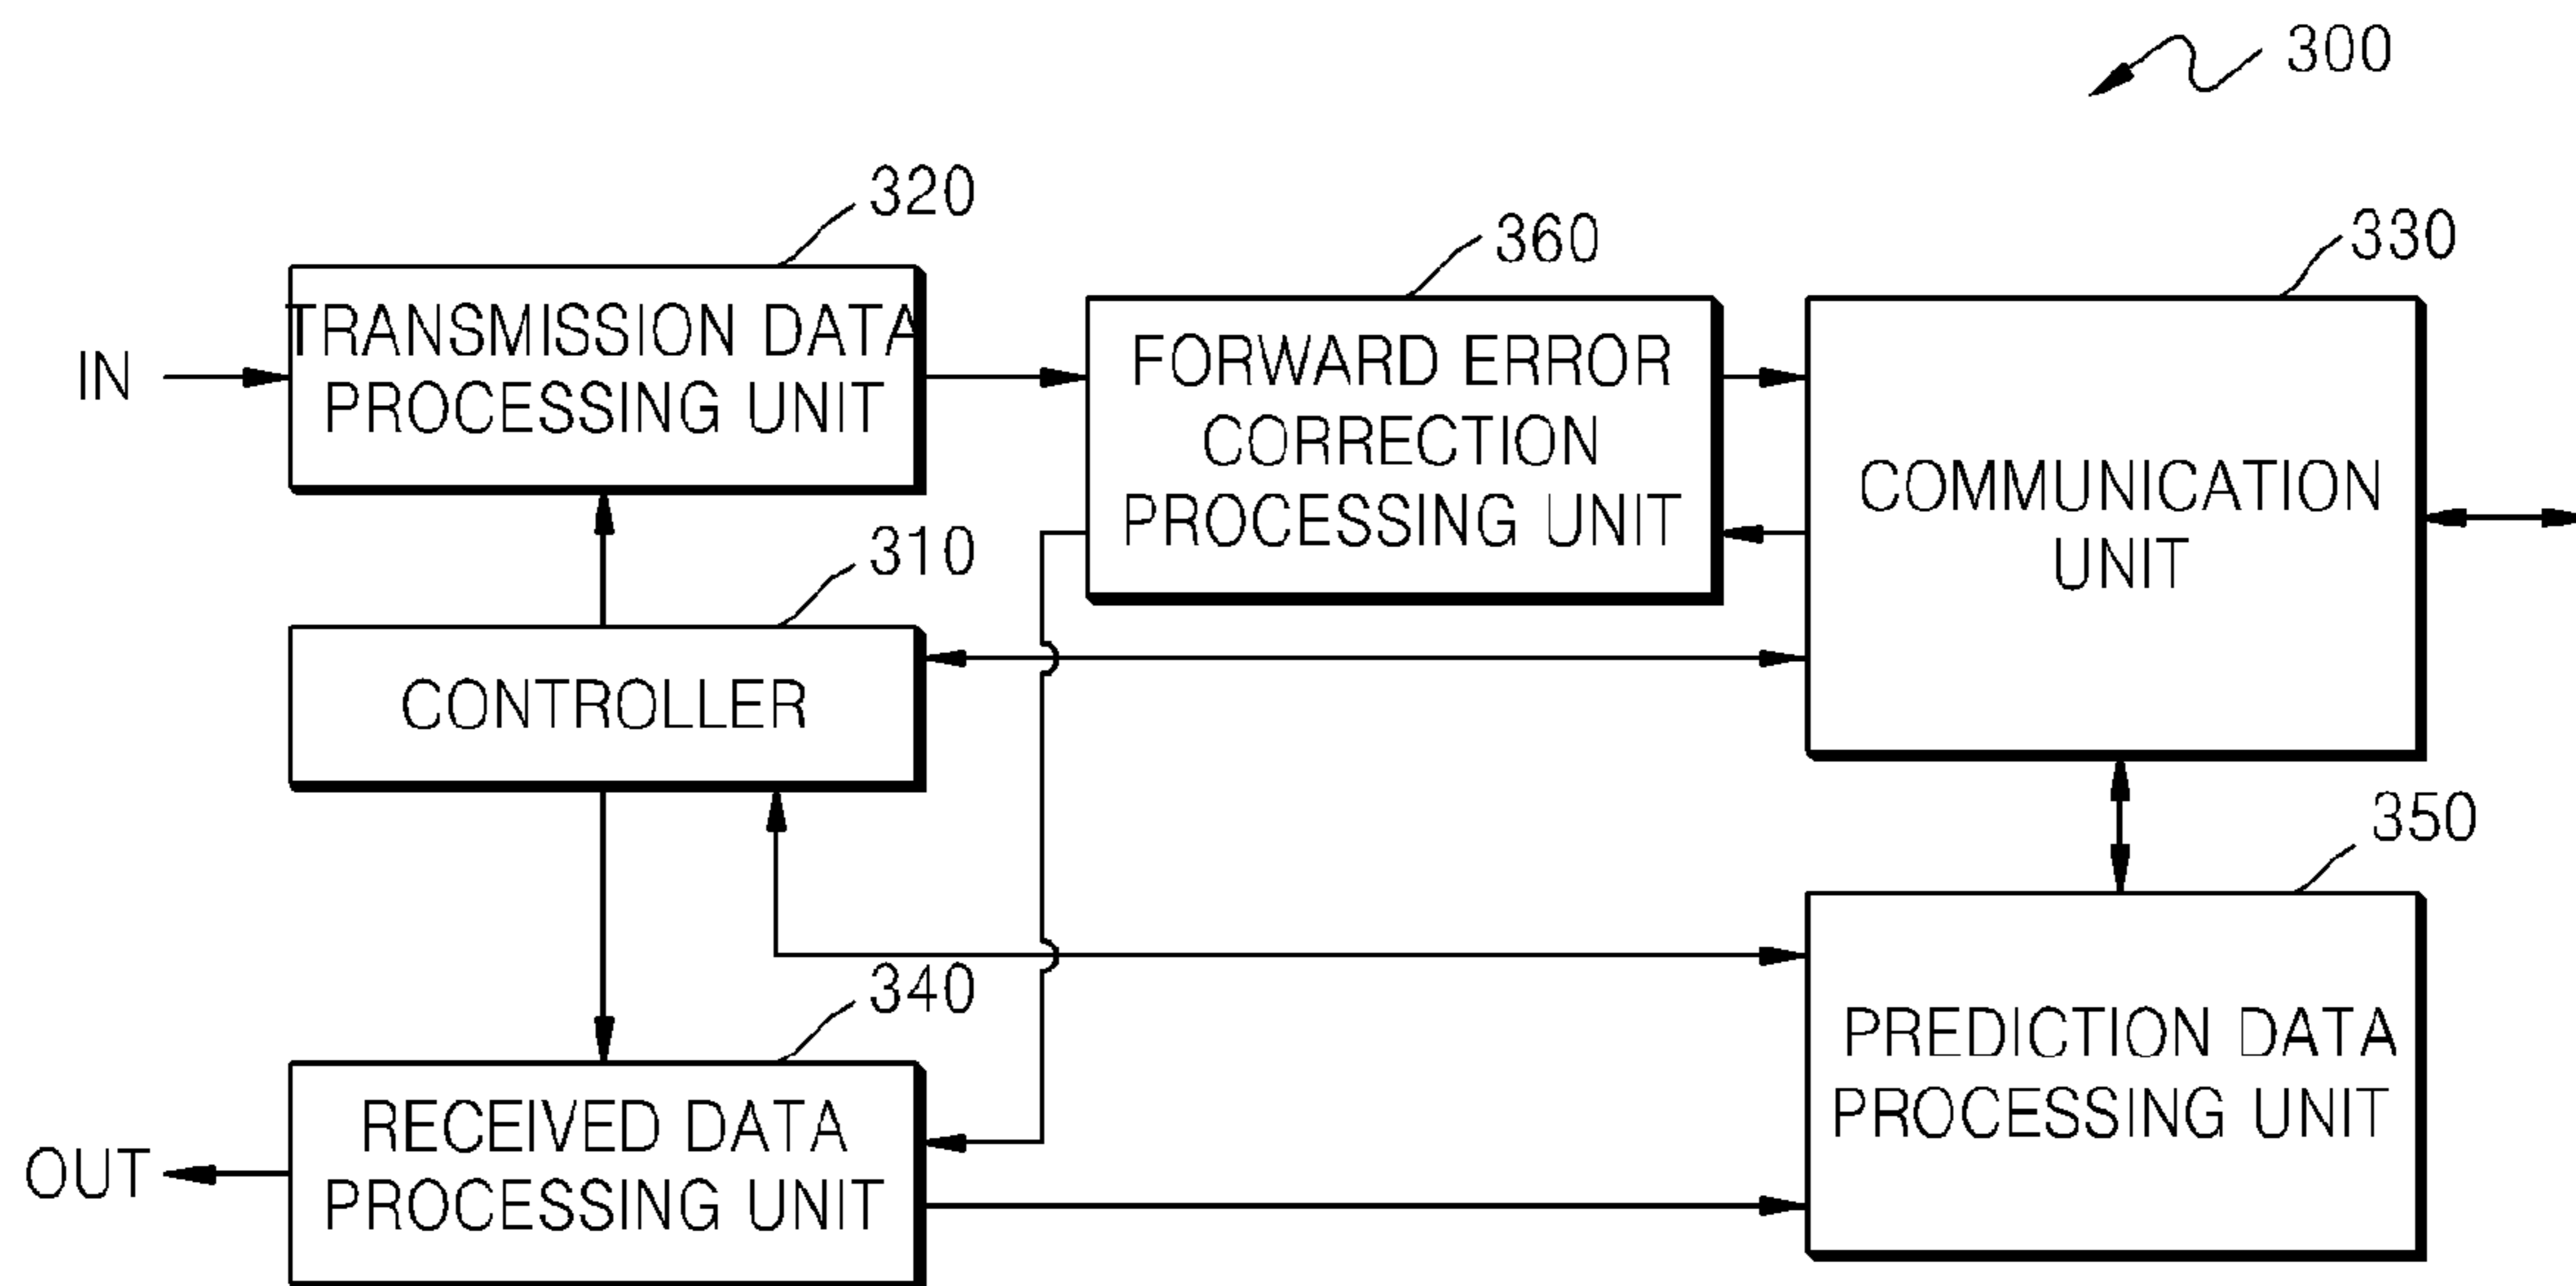 300
320
TRANSMISSION DATA
PROCESSING UNIT
IN
360
FORWARD ERROR
CORRECTION
PROCESSING UNIT
330
COMMUNICATION
UNIT
310
CONTROLLER
350
PREDICTION DATA
PROCESSING UNIT
340
RECEIVED DATA
PROCESSING UNIT
OUT